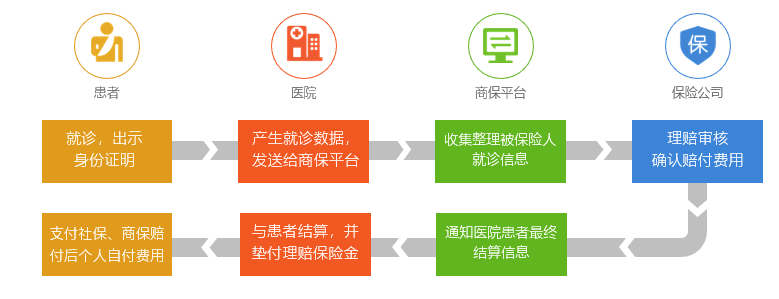 保
患者
医院
商保平台
保险公司
就诊，出示
身份证明
产生就诊数据，
发送给商保平台
收集整理被保险人
就诊信息
理赔审核
确认赔付费用
通知医院患者最终
结算信息
与患者结算，并
垫付理赔保险金
支付社保、商保赔
付后个人自付费用